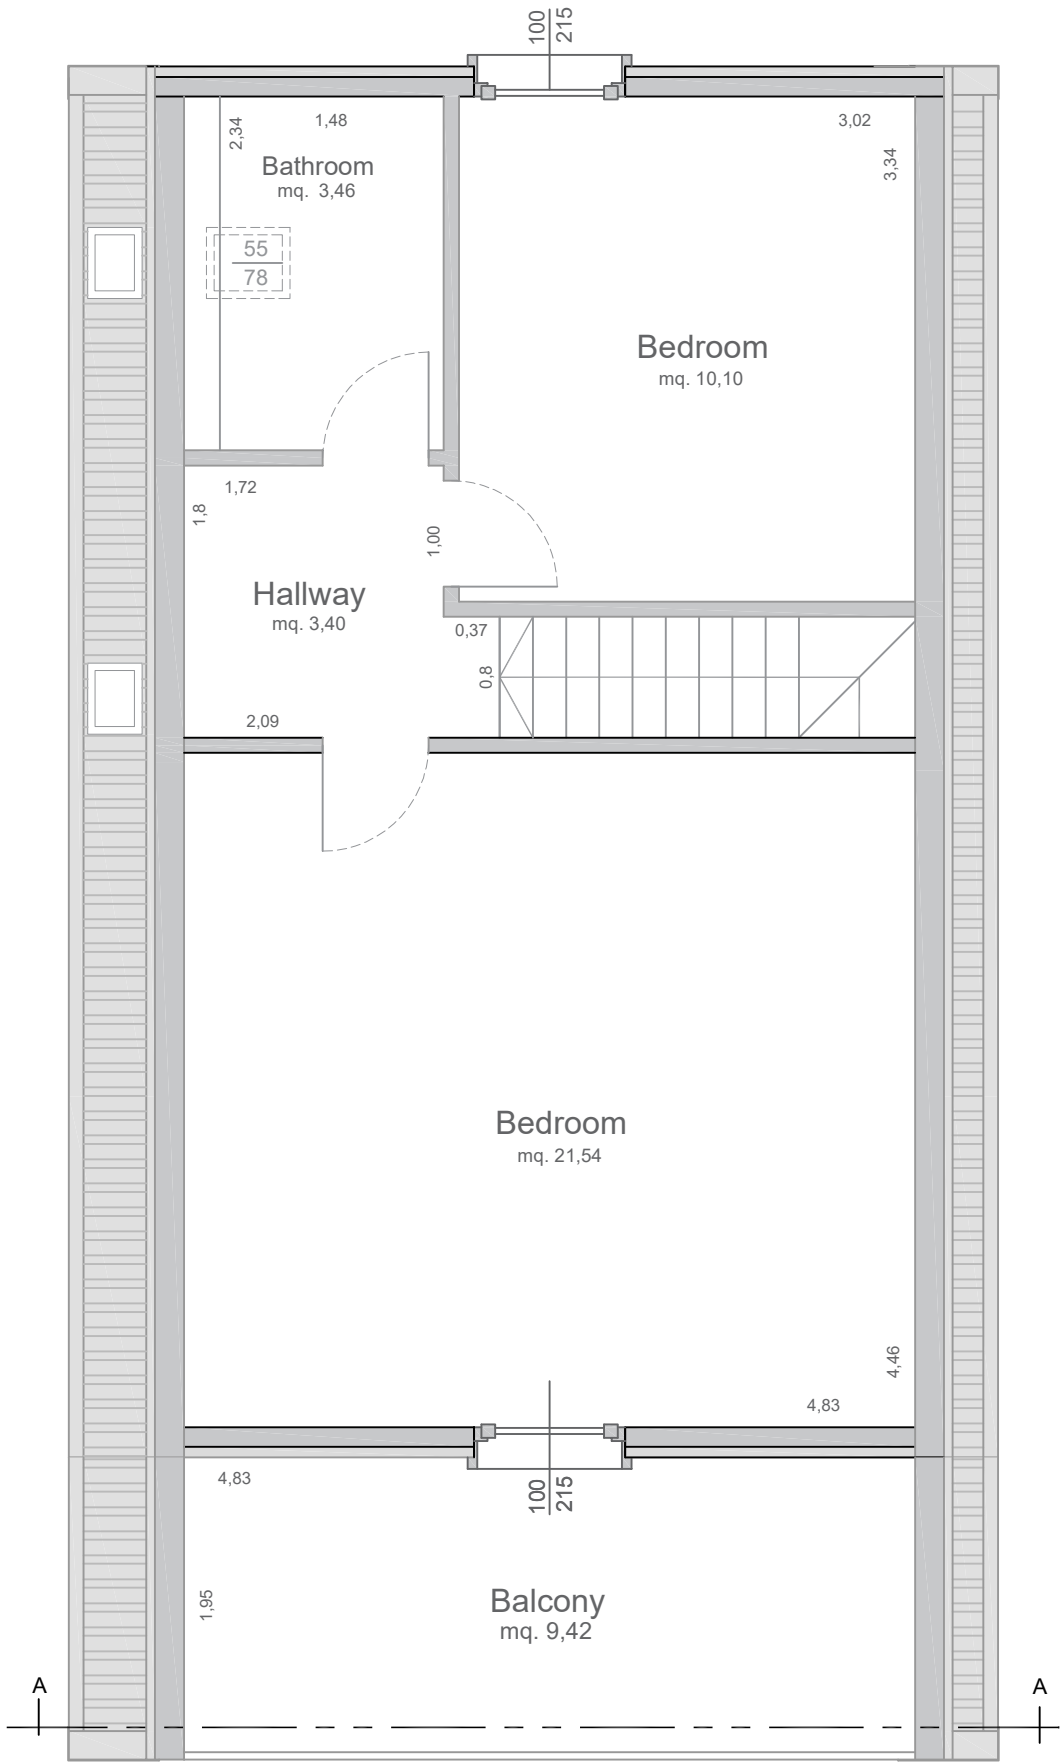 100
215
1,48
3,02
2,34
3,34
Bathroom
mq. 3,46
55
78
Bedroom
mq. 10,10
1,72
1,8
1,00
Hallway
mq. 3,40
0,37
0,8
2,09
Bedroom
mq. 21,54
4,46
4,83
4,83
100
215
1,95
Balcony
mq. 9,42
A
A